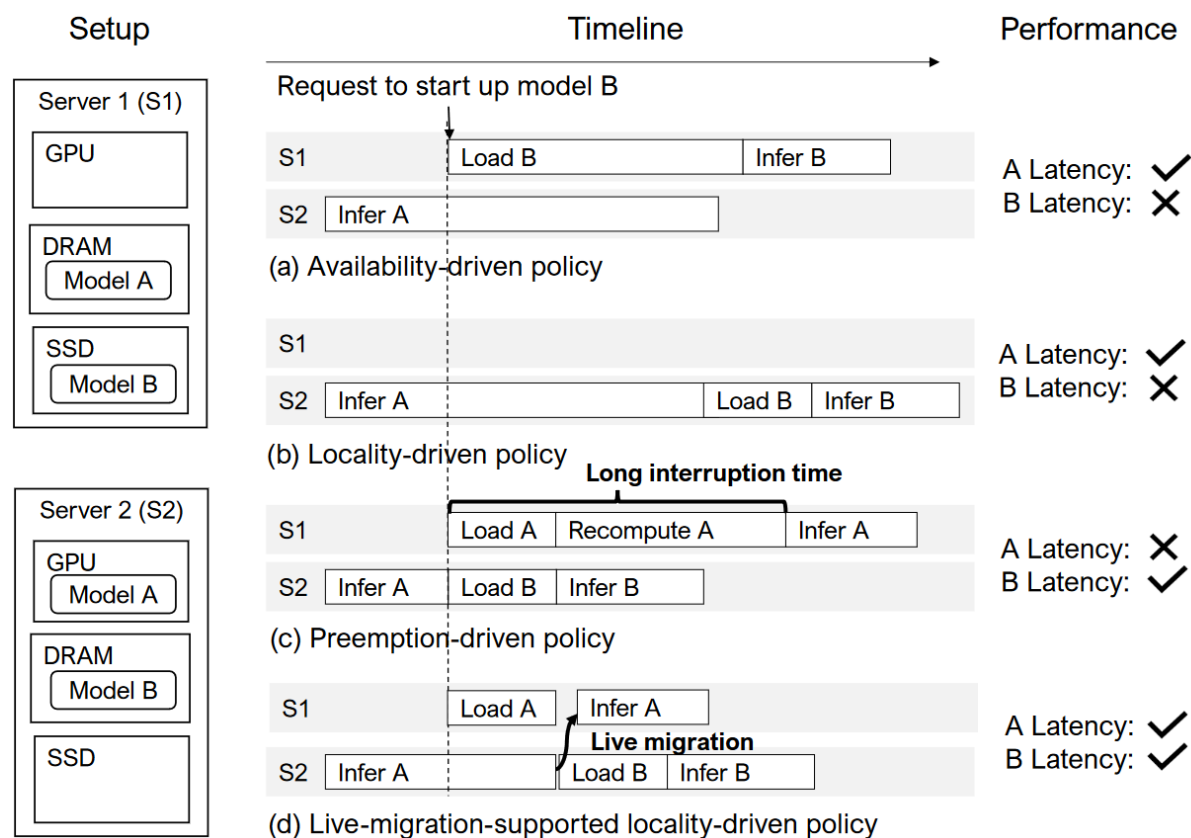 Setup
Timeline
Performance
Server 1 (S1)
GPU
DRAM
Model A
SSD
Model B
Server 2 (S2)
GPU
Model A
DRAM
Model B
SSD
Request to start up model B
S1
Load B
Infer B
S2
Infer A
(a) Availability-driven policy
A Latency:
B Latency:
S1
S2
Infer A
Load B
Infer B
(b) Locality-driven policy
A Latency:
B Latency:
Long interruption time
S1
Load A
Recompute A
Infer A
S2
Infer A
Load B
Infer B
(c) Preemption-driven policy
A Latency:
B Latency:
S1
Load A
Infer A
Live migration
S2
Infer A
Load B
Infer B
(d) Live-migration-supported locality-driven policy
A Latency:
B Latency: